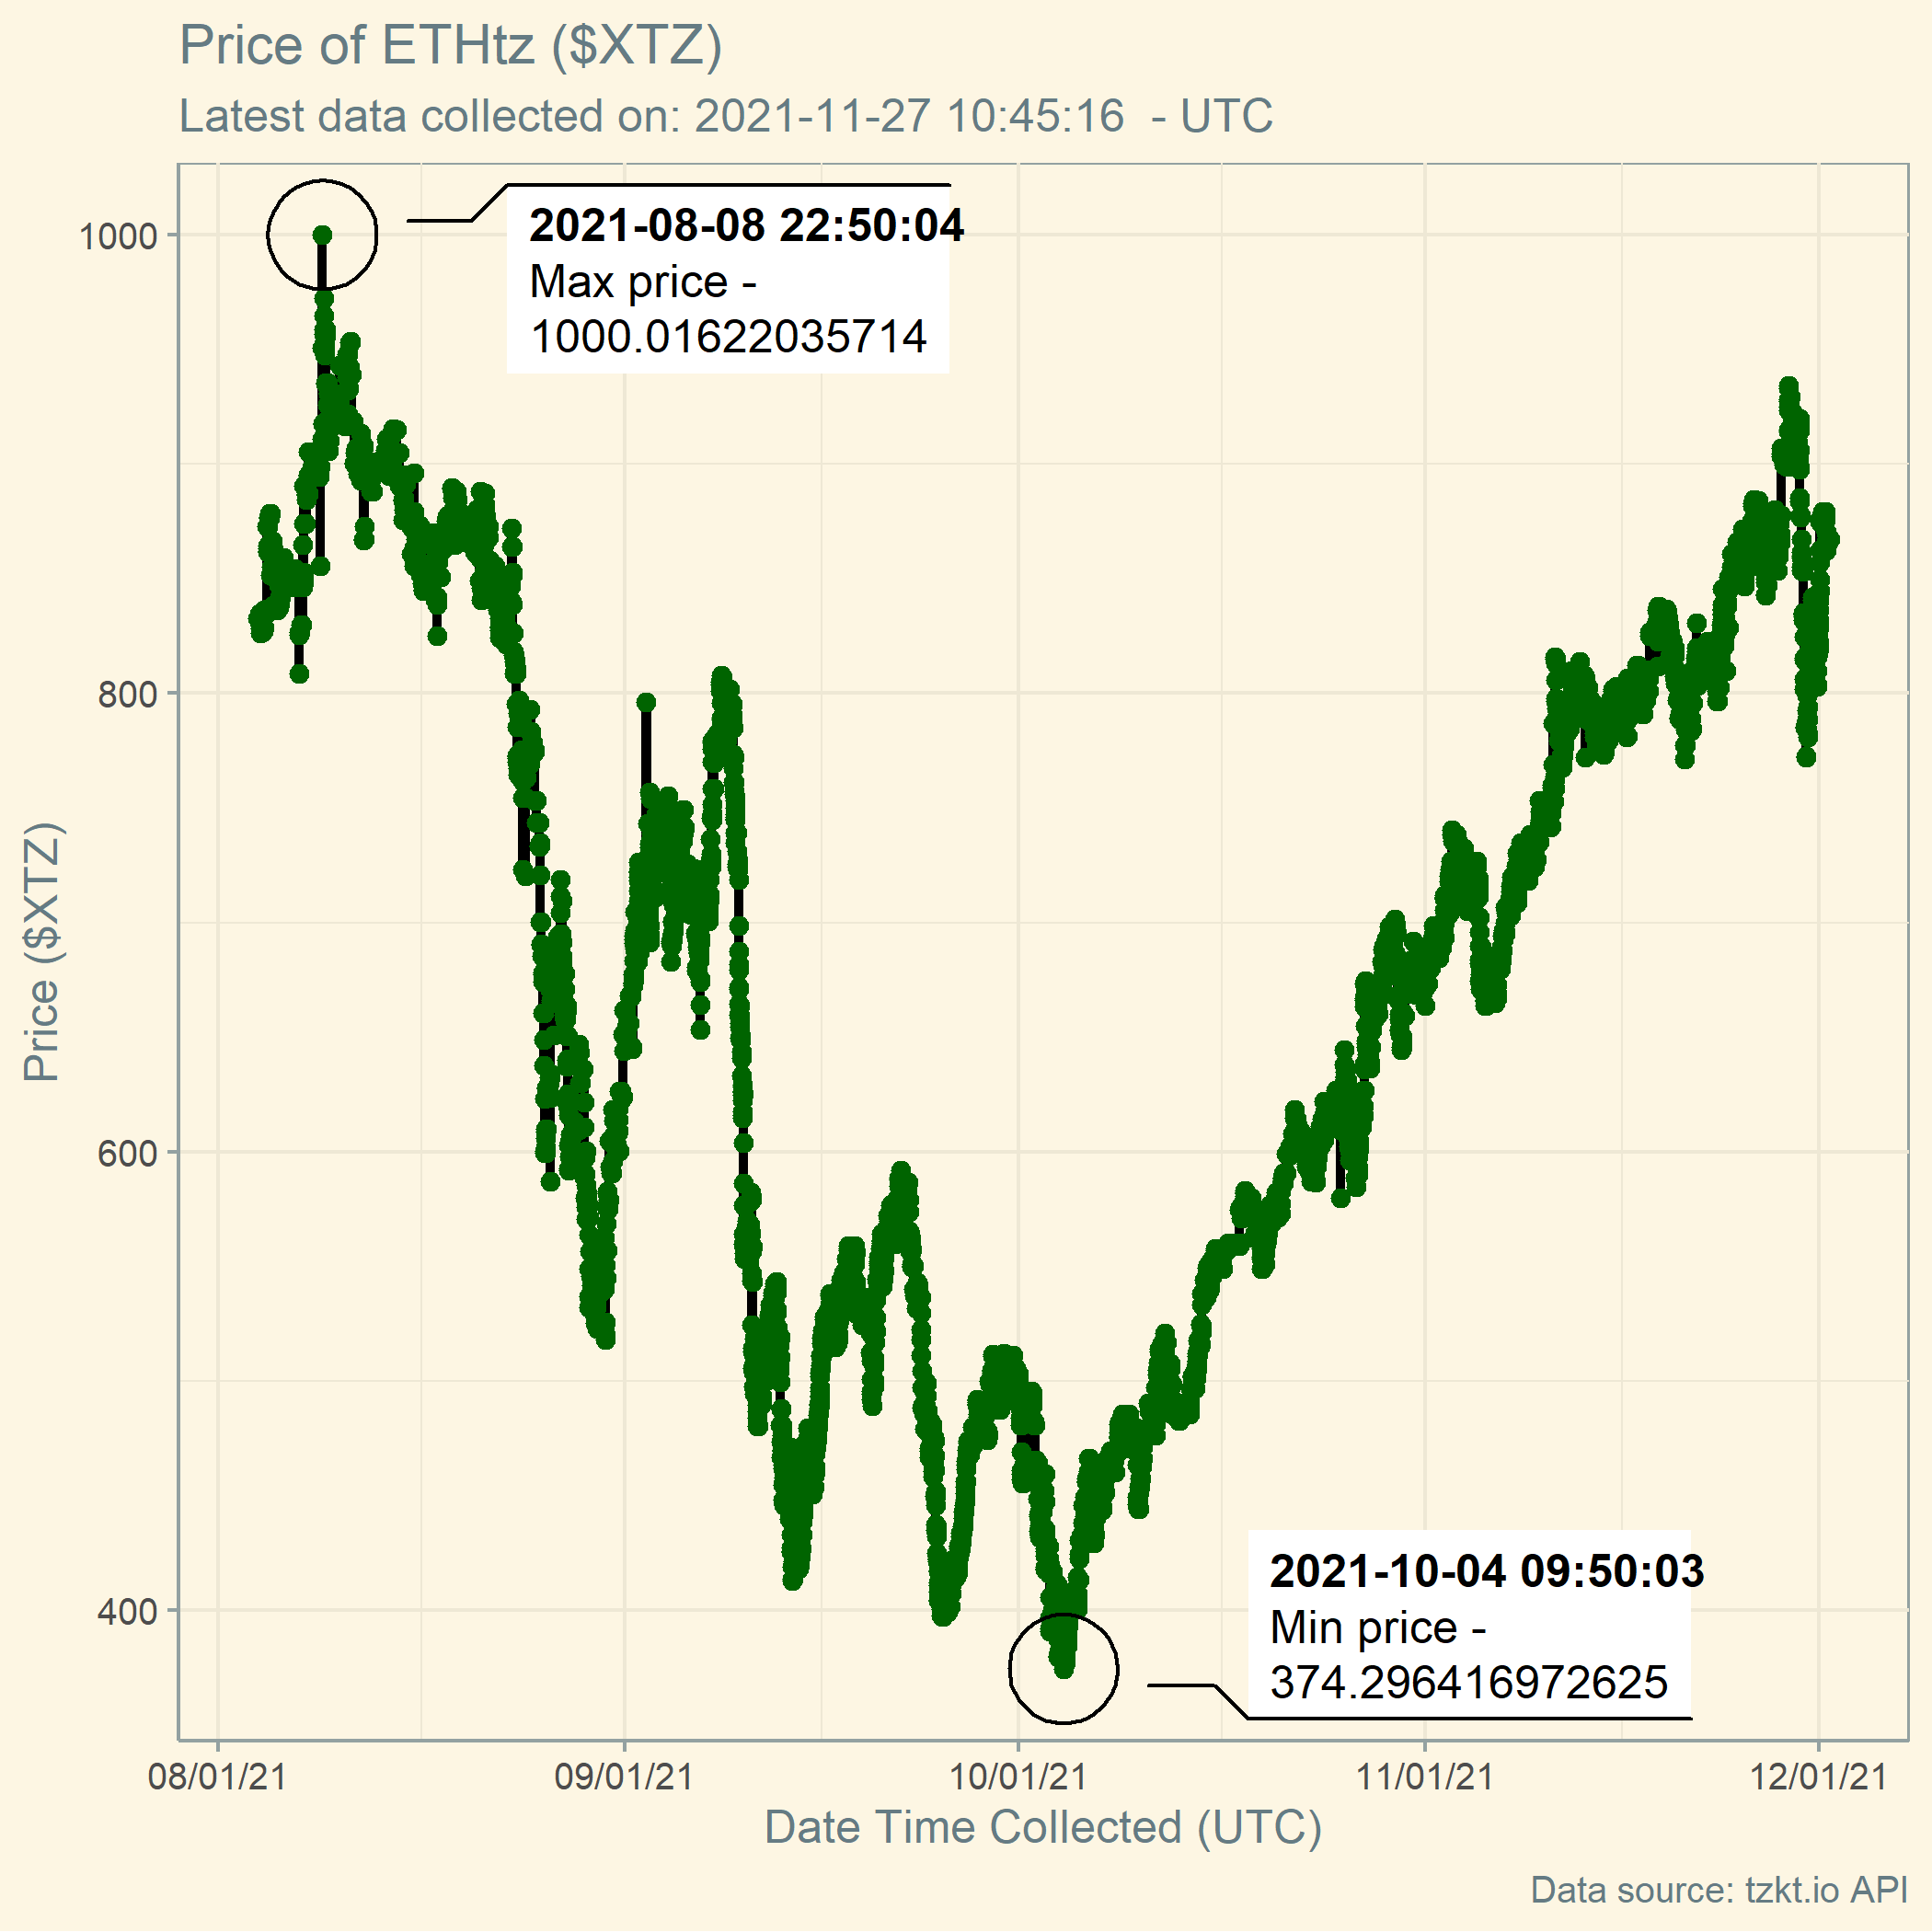 Price of ETHtz ($XTZ)
Latest data collected on: 2021-11-27 10:45:16  - UTC
2021-08-08 22:50:04
Max price -
1000.01622035714
1000
800
600
400
Price ($XTZ)
2021-10-04 09:50:03
Min price -
374.296416972625
08/01/21
09/01/21
10/01/21
11/01/21
12/01/21
Date Time Collected (UTC)
Data source: tzkt.io API